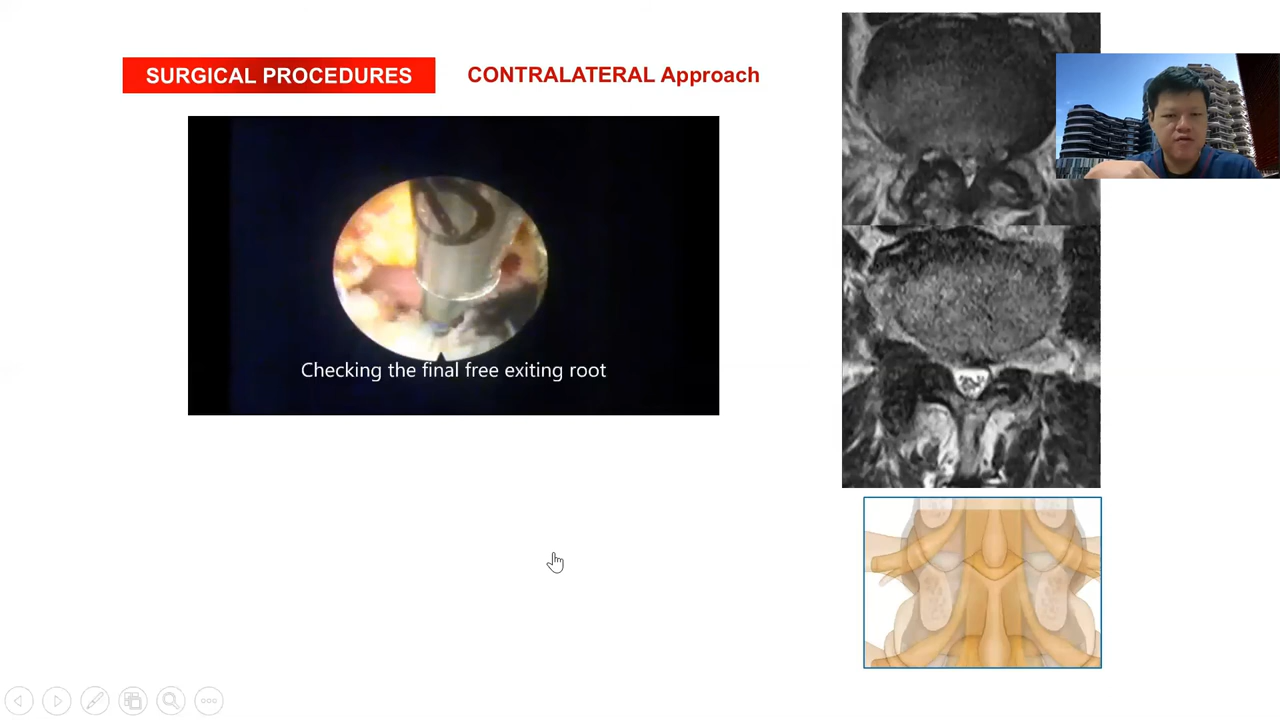 SURGICAL PROCEDURES
CONTRALATERAL Approach
Checking the final free exiting root